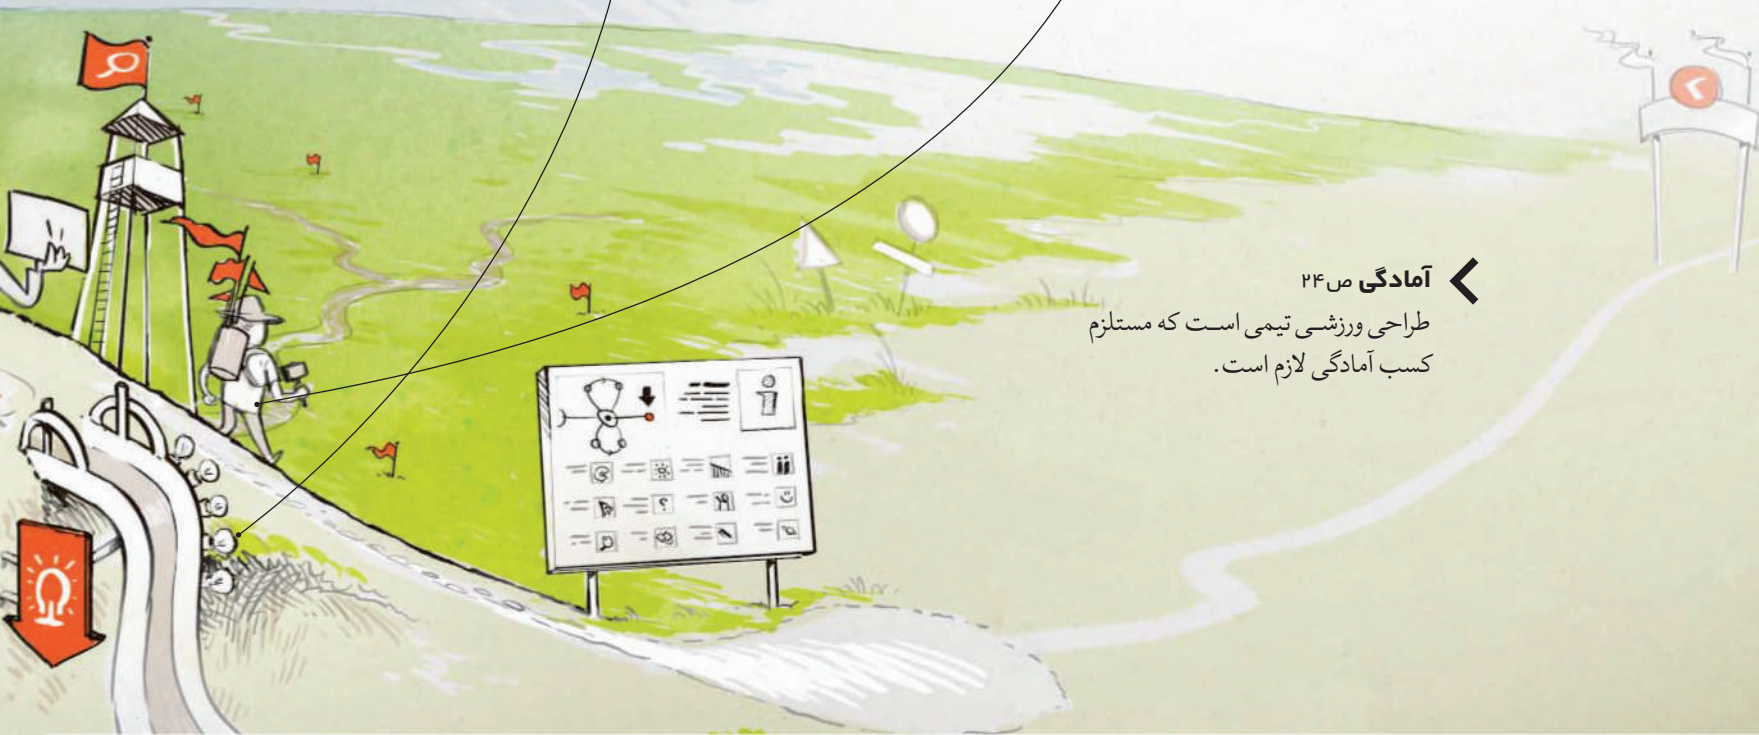 آمادگی ص۲۴
طراحی ورزشی تیمی است که مستلزم
کسب آمادگی لازم است.